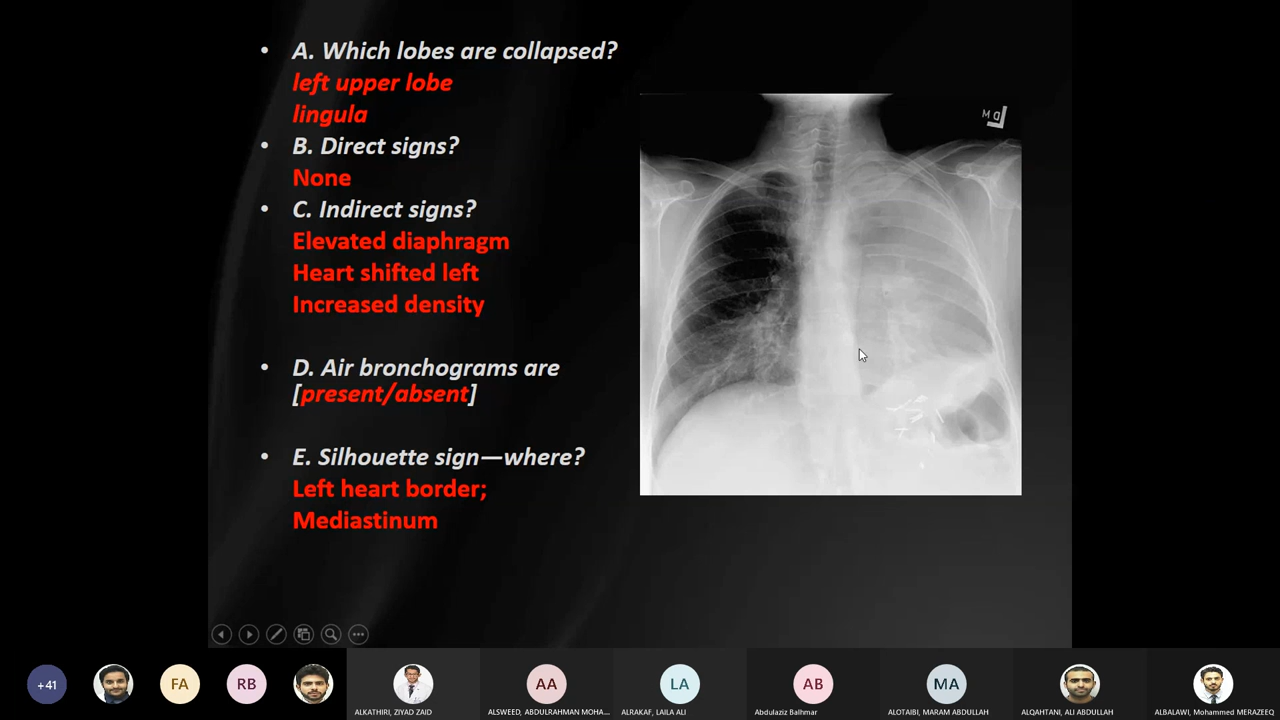 • A. Which lobes are collapsed?
left upper lobe
lingula
• B. Direct signs?
None
• C. Indirect signs?
Elevated diaphragm
Heart shifted left
Increased density
• D. Air bronchograms are
[present/absent]
• E. Silhouette sign—where?
Left heart border;
Mediastinum
+41
FA
RB
ALKATHIRI, ZIYAD ZAID
AA
ALSWEED, ABDULRAHMAN MOHA...
LA
ALRAKAF, LAILA ALI
AB
Abdulaziz Balhmar
MA
ALOTAIBI, MARAM ABDULLAH
ALQAHTANI, ALI ABDULLAH
ALBALAWI, Mohammed MERAZEEQ